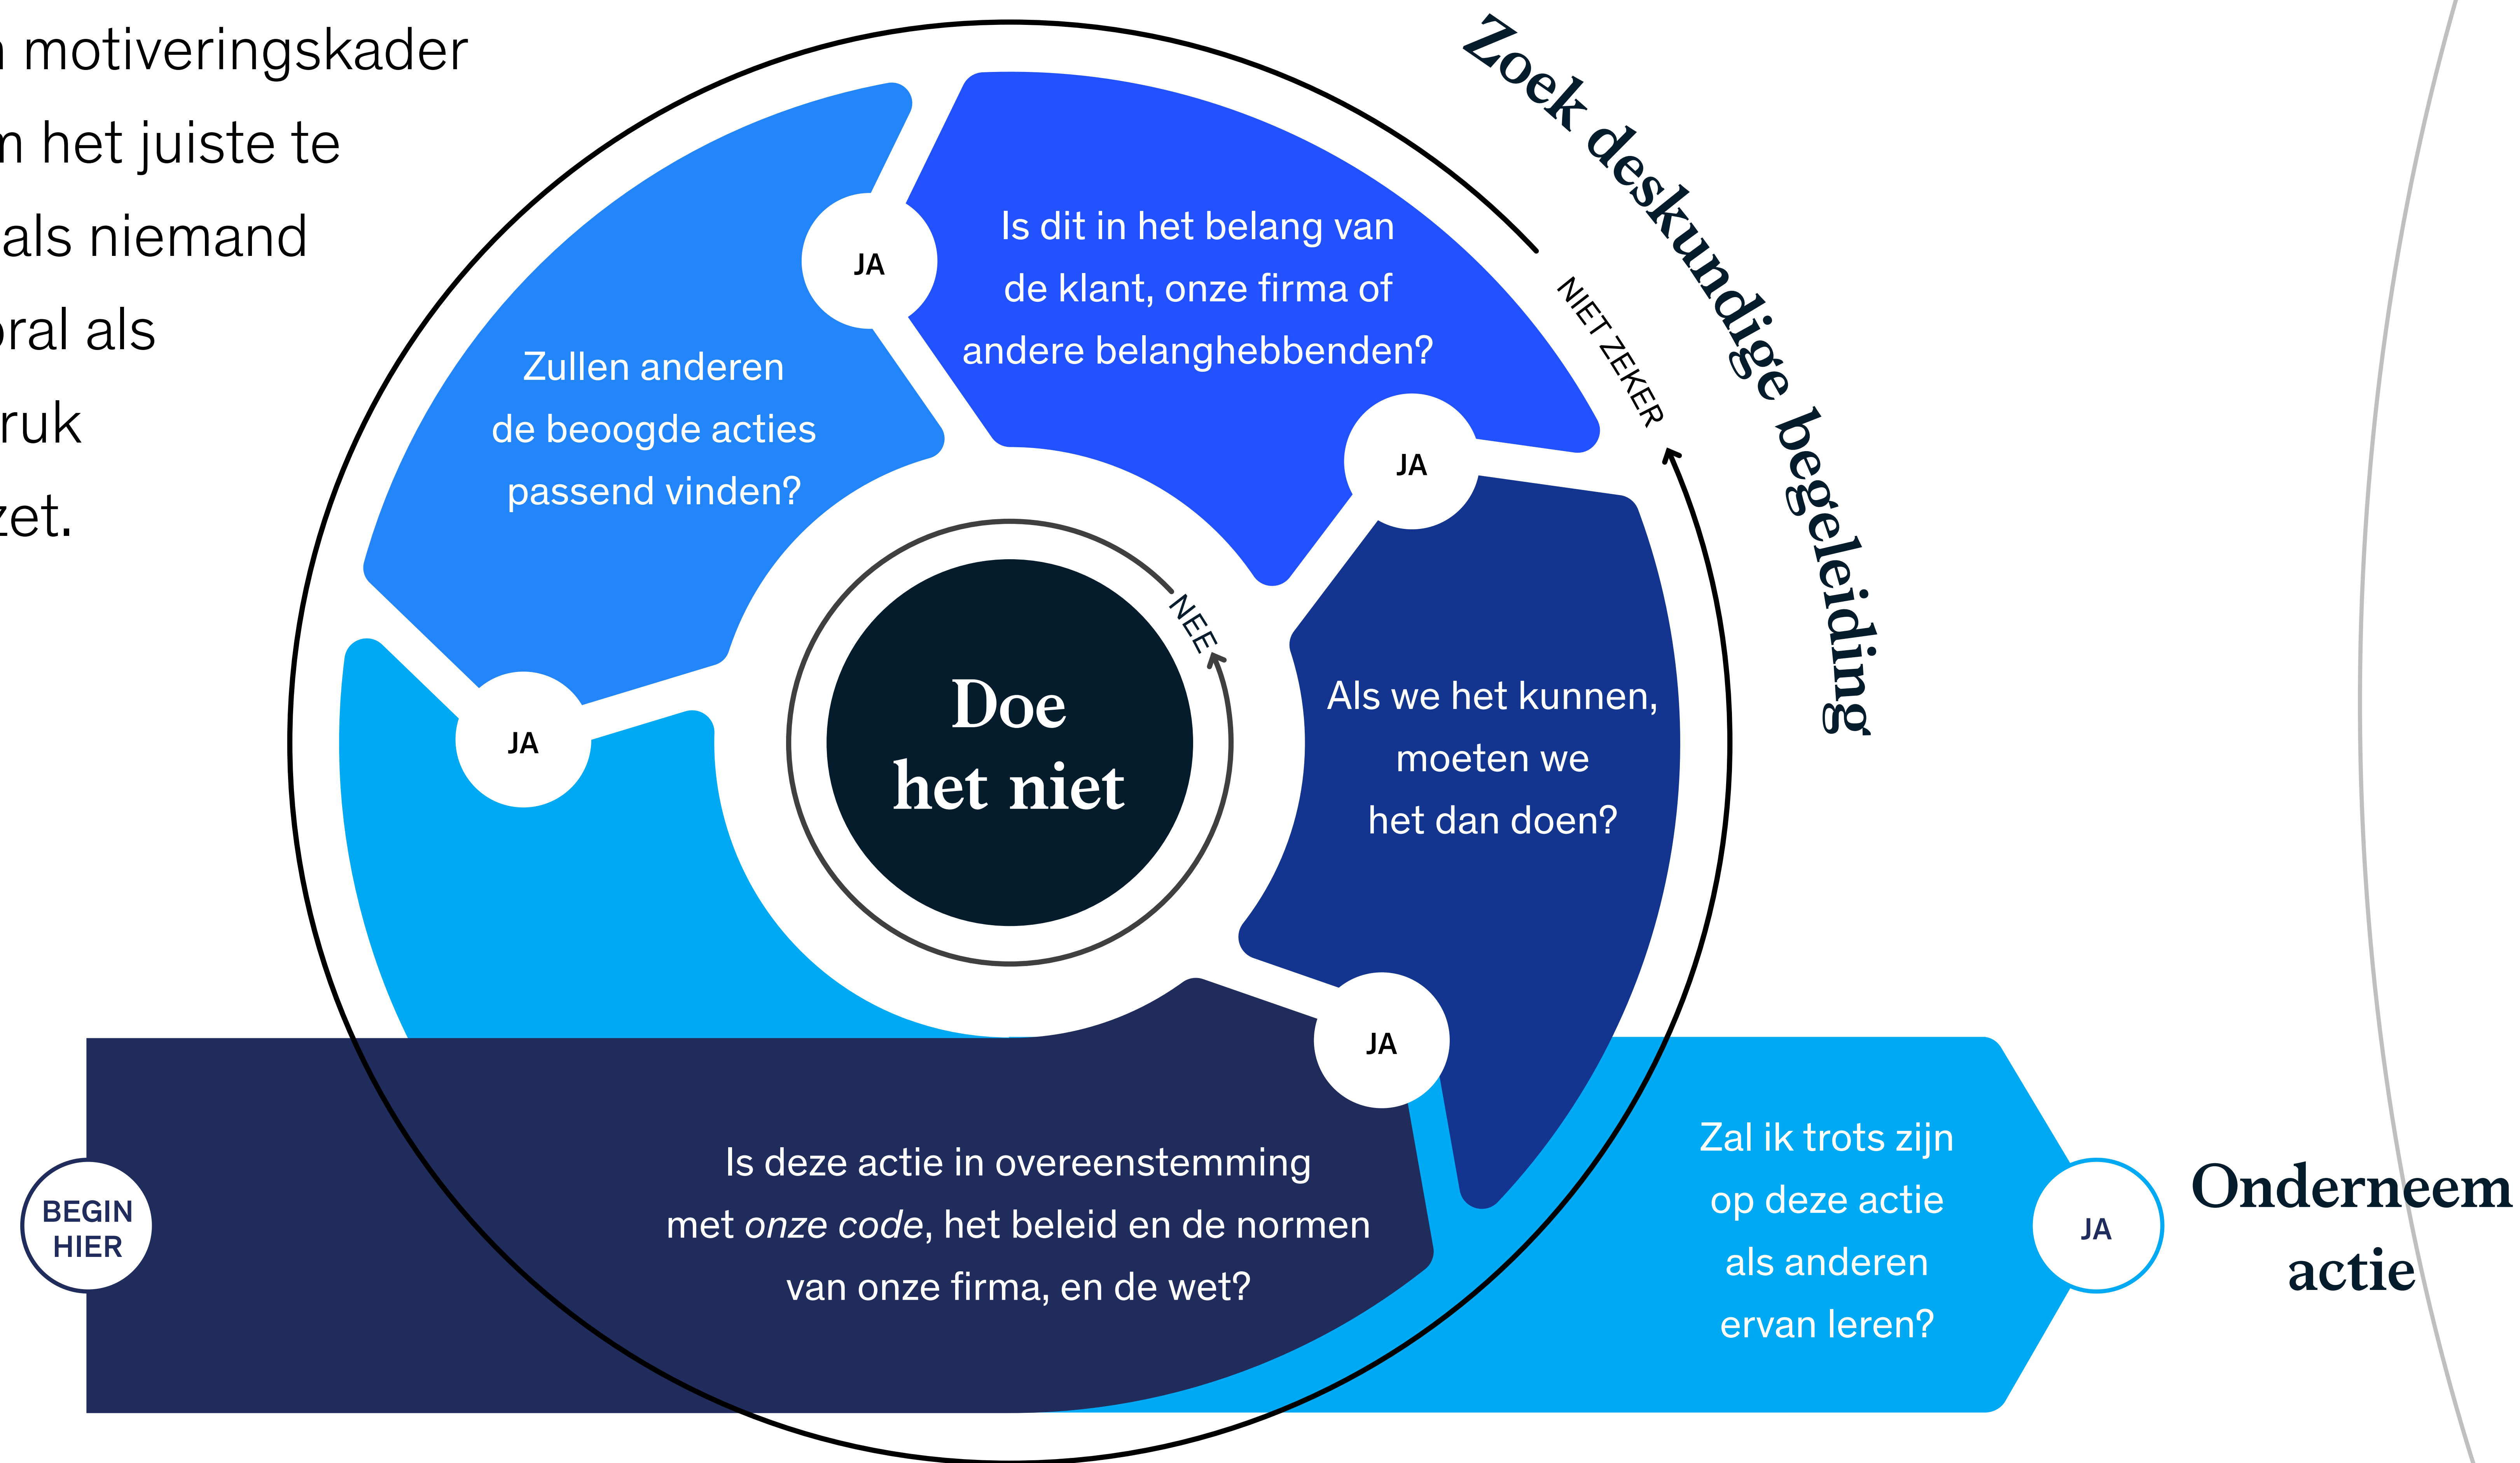 motiveringskader
het juiste te
als niemand
als
zet.
BEGIN
HIER
Is deze actie in overeenstemming
met onze code, het beleid en de normen
van onze firma, en de wet?
JA
Als we het kunnen,
moeten we
het dan doen?
JA
Is dit in het belang van
de klant, onze firma of
andere belanghebbenden?
JA
Zullen anderen
de beoogde acties
passend vinden?
JA
Zal ik trots zijn
op deze actie
als anderen
ervan leren?
JA
Onderneem
actie
NEE
Doe
het niet
NIET ZEKER
Zoek deskundige begeleiding